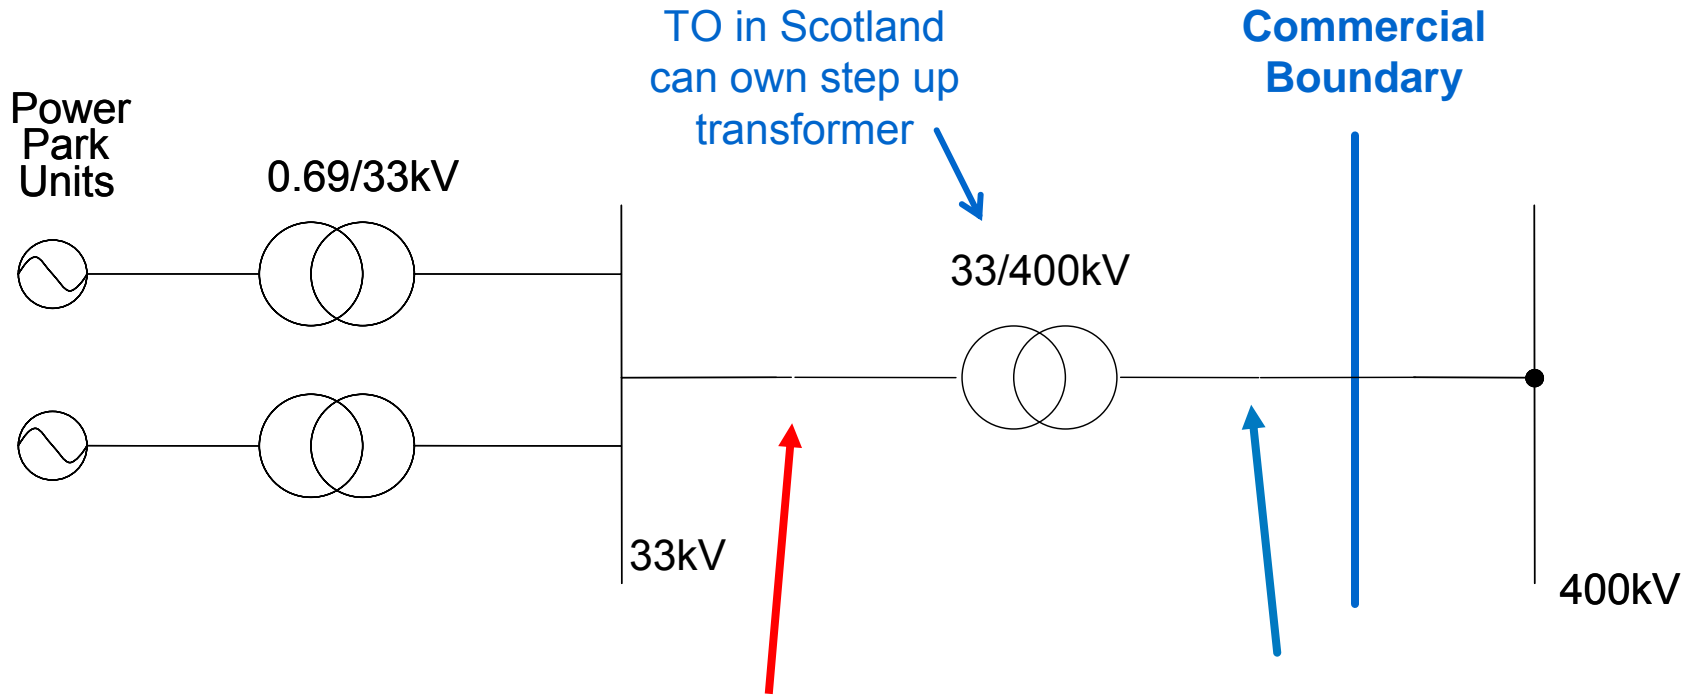 TO in Scotland
can own step up
transformer
Commercial
Boundary
Power
Park
Units
0.69/33kV
33/400kV
33kV
400kV